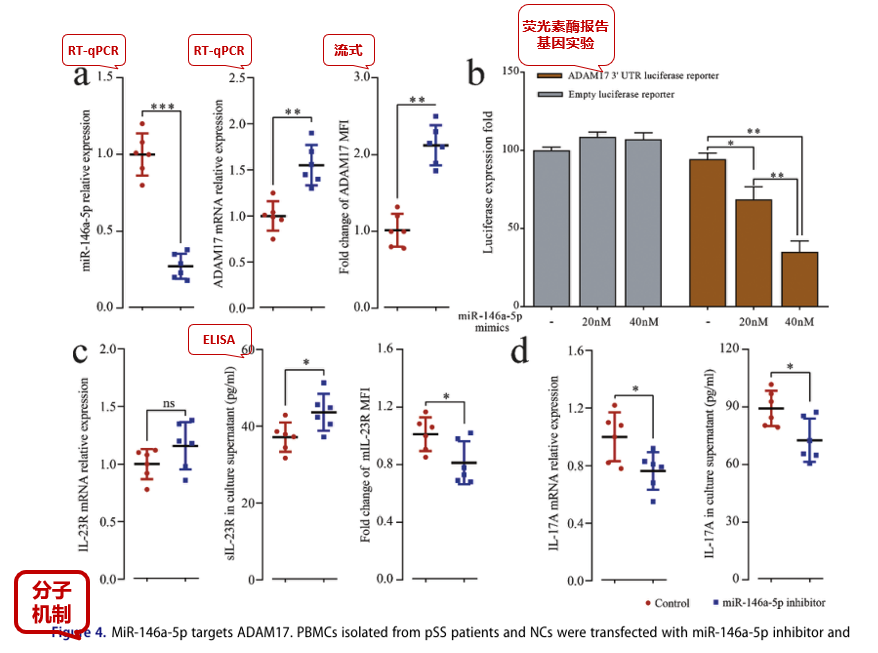 RT-qPCR
RT-qPCR
流式
荧光素酶报告
基因实验
a
miR-146a-5p relative expression
1.5
1.0
0.5
0.0
***
ADAM17 mRNA relative expression
2.5
2.0
1.5
1.0
0.5
0.0
**
Fold change of ADAM17 MFI
3.0
2.0
1.0
0.0
**
b
Luciferase expression fold
150
100
50
0
ADAM17 3' UTR luciferase reporter
Empty luciferase reporter
**
*
**
miR-146a-5p
mimics
- 20nM 40nM - 20nM 40nM
c
IL-23R mRNA relative expression
2.0
1.5
1.0
0.5
0.0
ns
ELISA
sIL-23R in culture supernatant (pg/ml)
60
40
20
0
*
Fold change of mIL-23R MFI
1.6
1.2
0.8
0.4
0.0
*
d
IL-17A mRNA relative expression
1.6
1.2
0.8
0.4
0.0
*
IL-17A in culture supernatant (pg/ml)
120
90
60
30
0
*
Control
miR-146a-5p inhibitor
分子
机制
Figure 4. MiR-146a-5p targets ADAM17. PBMCs isolated from pSS patients and NCs were transfected with miR-146a-5p inhibitor and